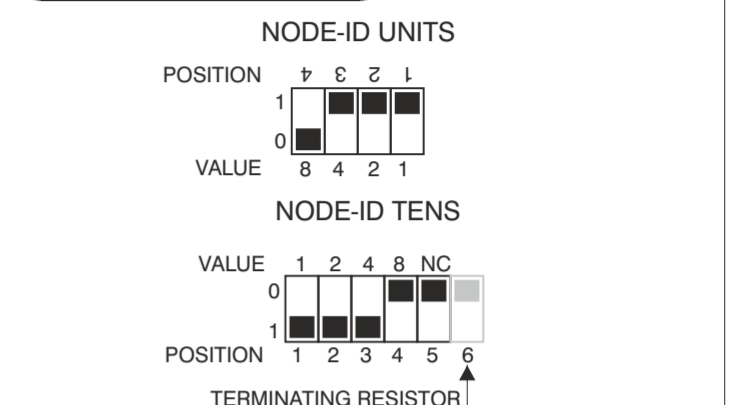 NODE-ID UNITS
POSITION 4 3 2 1
1
0
VALUE 8 4 2 1
NODE-ID TENS
VALUE 1 2 4 8 NC
0
1
POSITION 1 2 3 4 5 6
TERMINATING RESISTOR